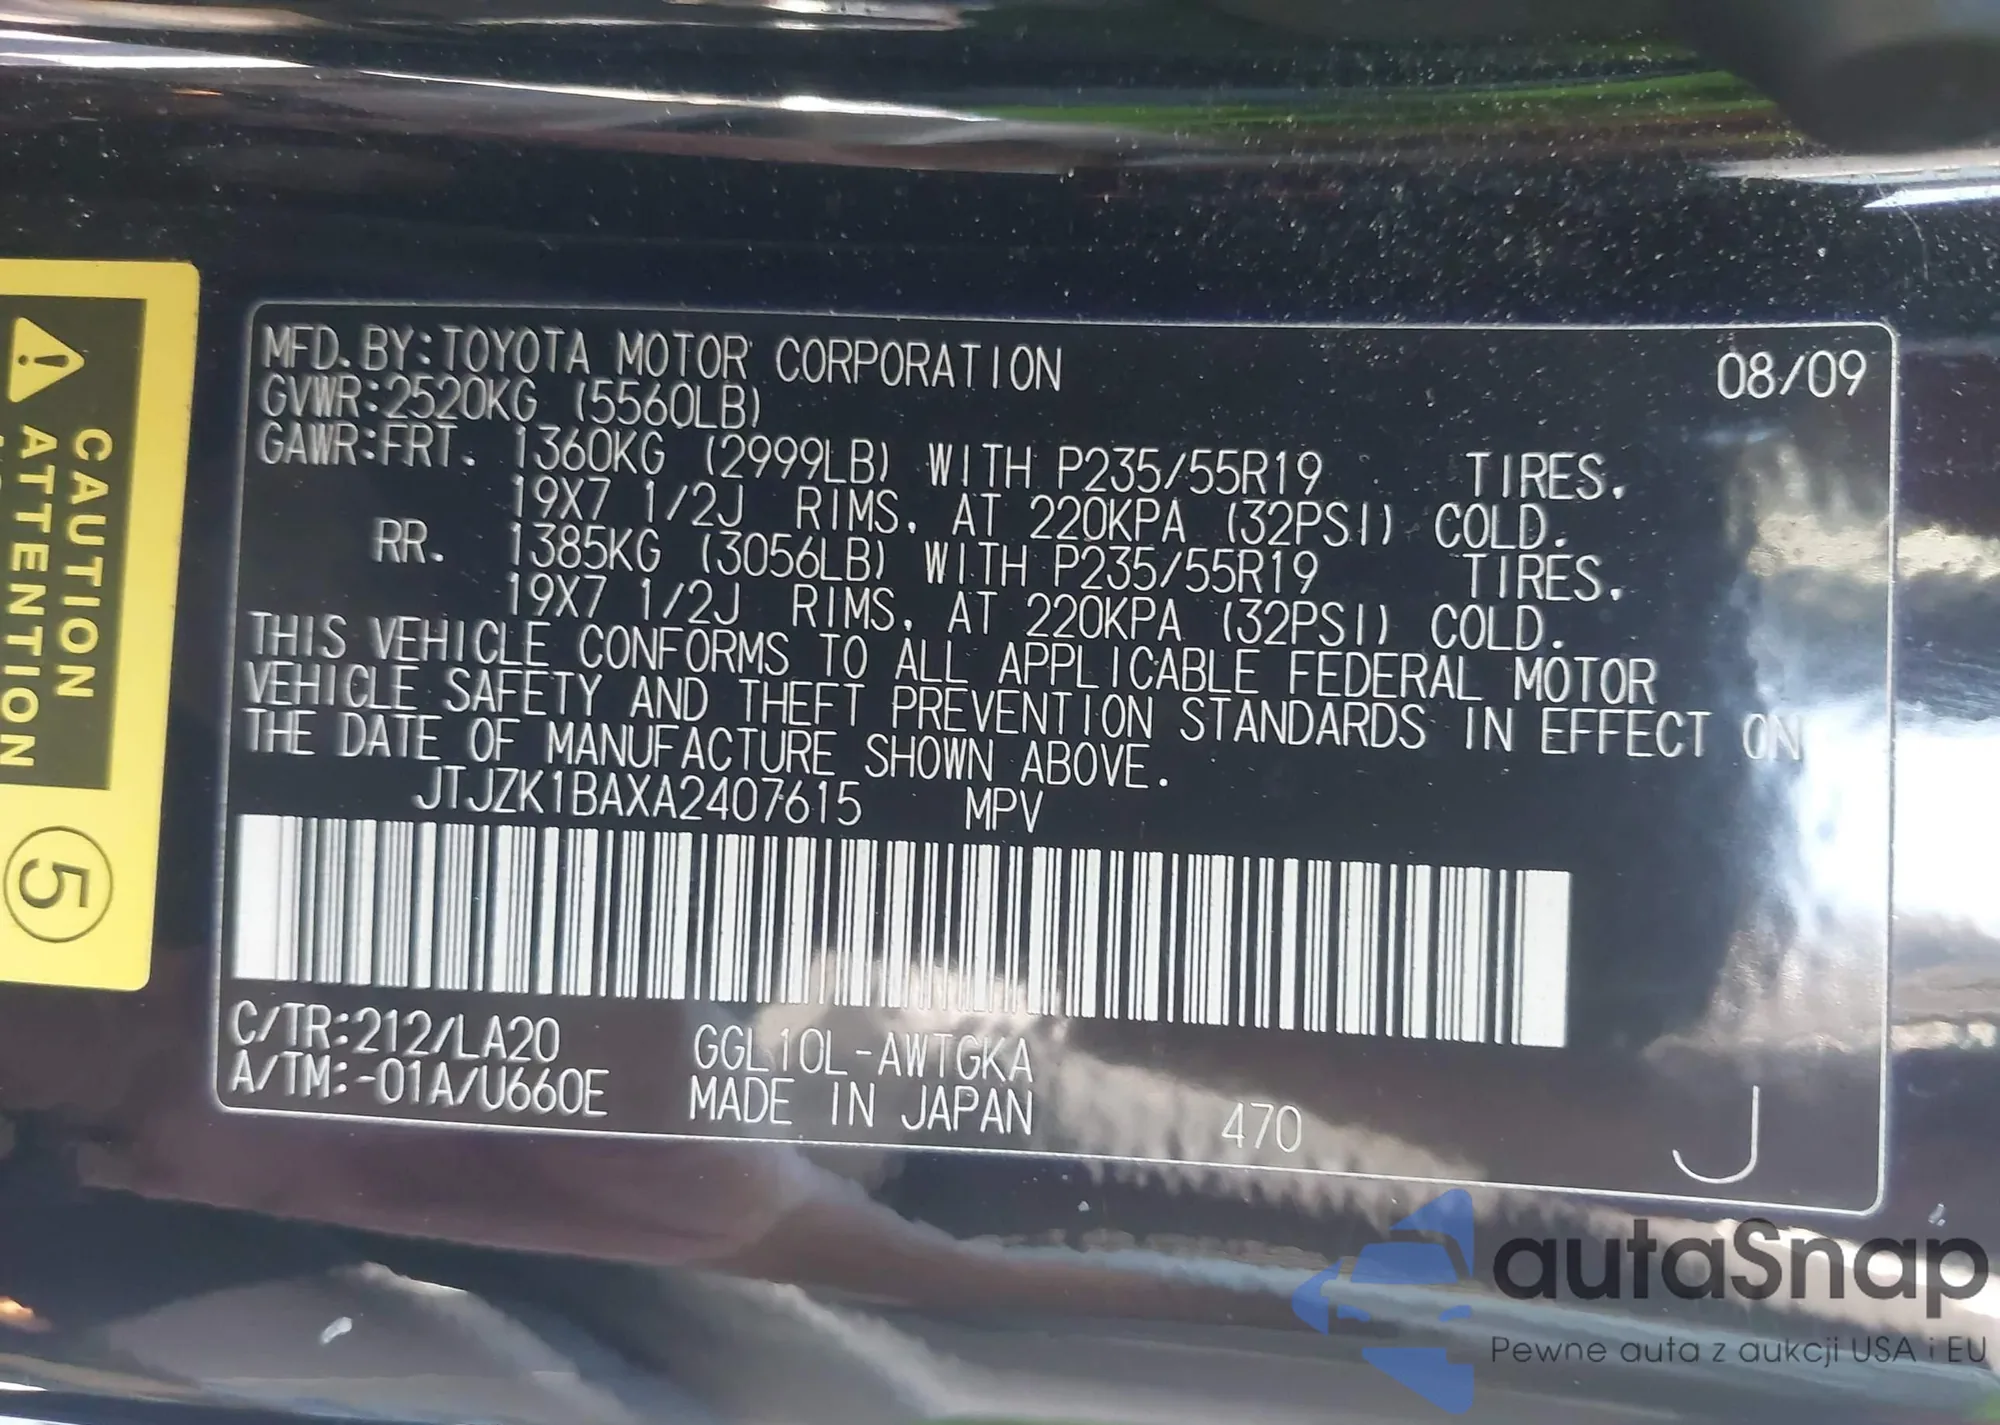 CAUTION
ATTENTION
5
MFD. BY:TOYOTA MOTOR CORPORATION 08/09
GVWR:2520KG (5560LB)
GAWR:FRT. 1360KG (2999LB) WITH P235/55R19 TIRES.
19X7 1/2J RIMS, AT 220KPA (32PSI) COLD.
RR. 1385KG (3056LB) WITH P235/55R19 TIRES.
19X7 1/2J RIMS, AT 220KPA (32PSI) COLD.
THIS VEHICLE CONFORMS TO ALL APPLICABLE FEDERAL MOTOR
VEHICLE SAFETY AND THEFT PREVENTION STANDARDS IN EFFECT ON
THE DATE OF MANUFACTURE SHOWN ABOVE.
JTJZK1BAXA2407615 MPV
C/TR:212/LA20 GGL10L-AWTGKA
A/TM:-01A/U660E MADE IN JAPAN 470 J
autaSnap
Pewne auta z aukcji USA i EU